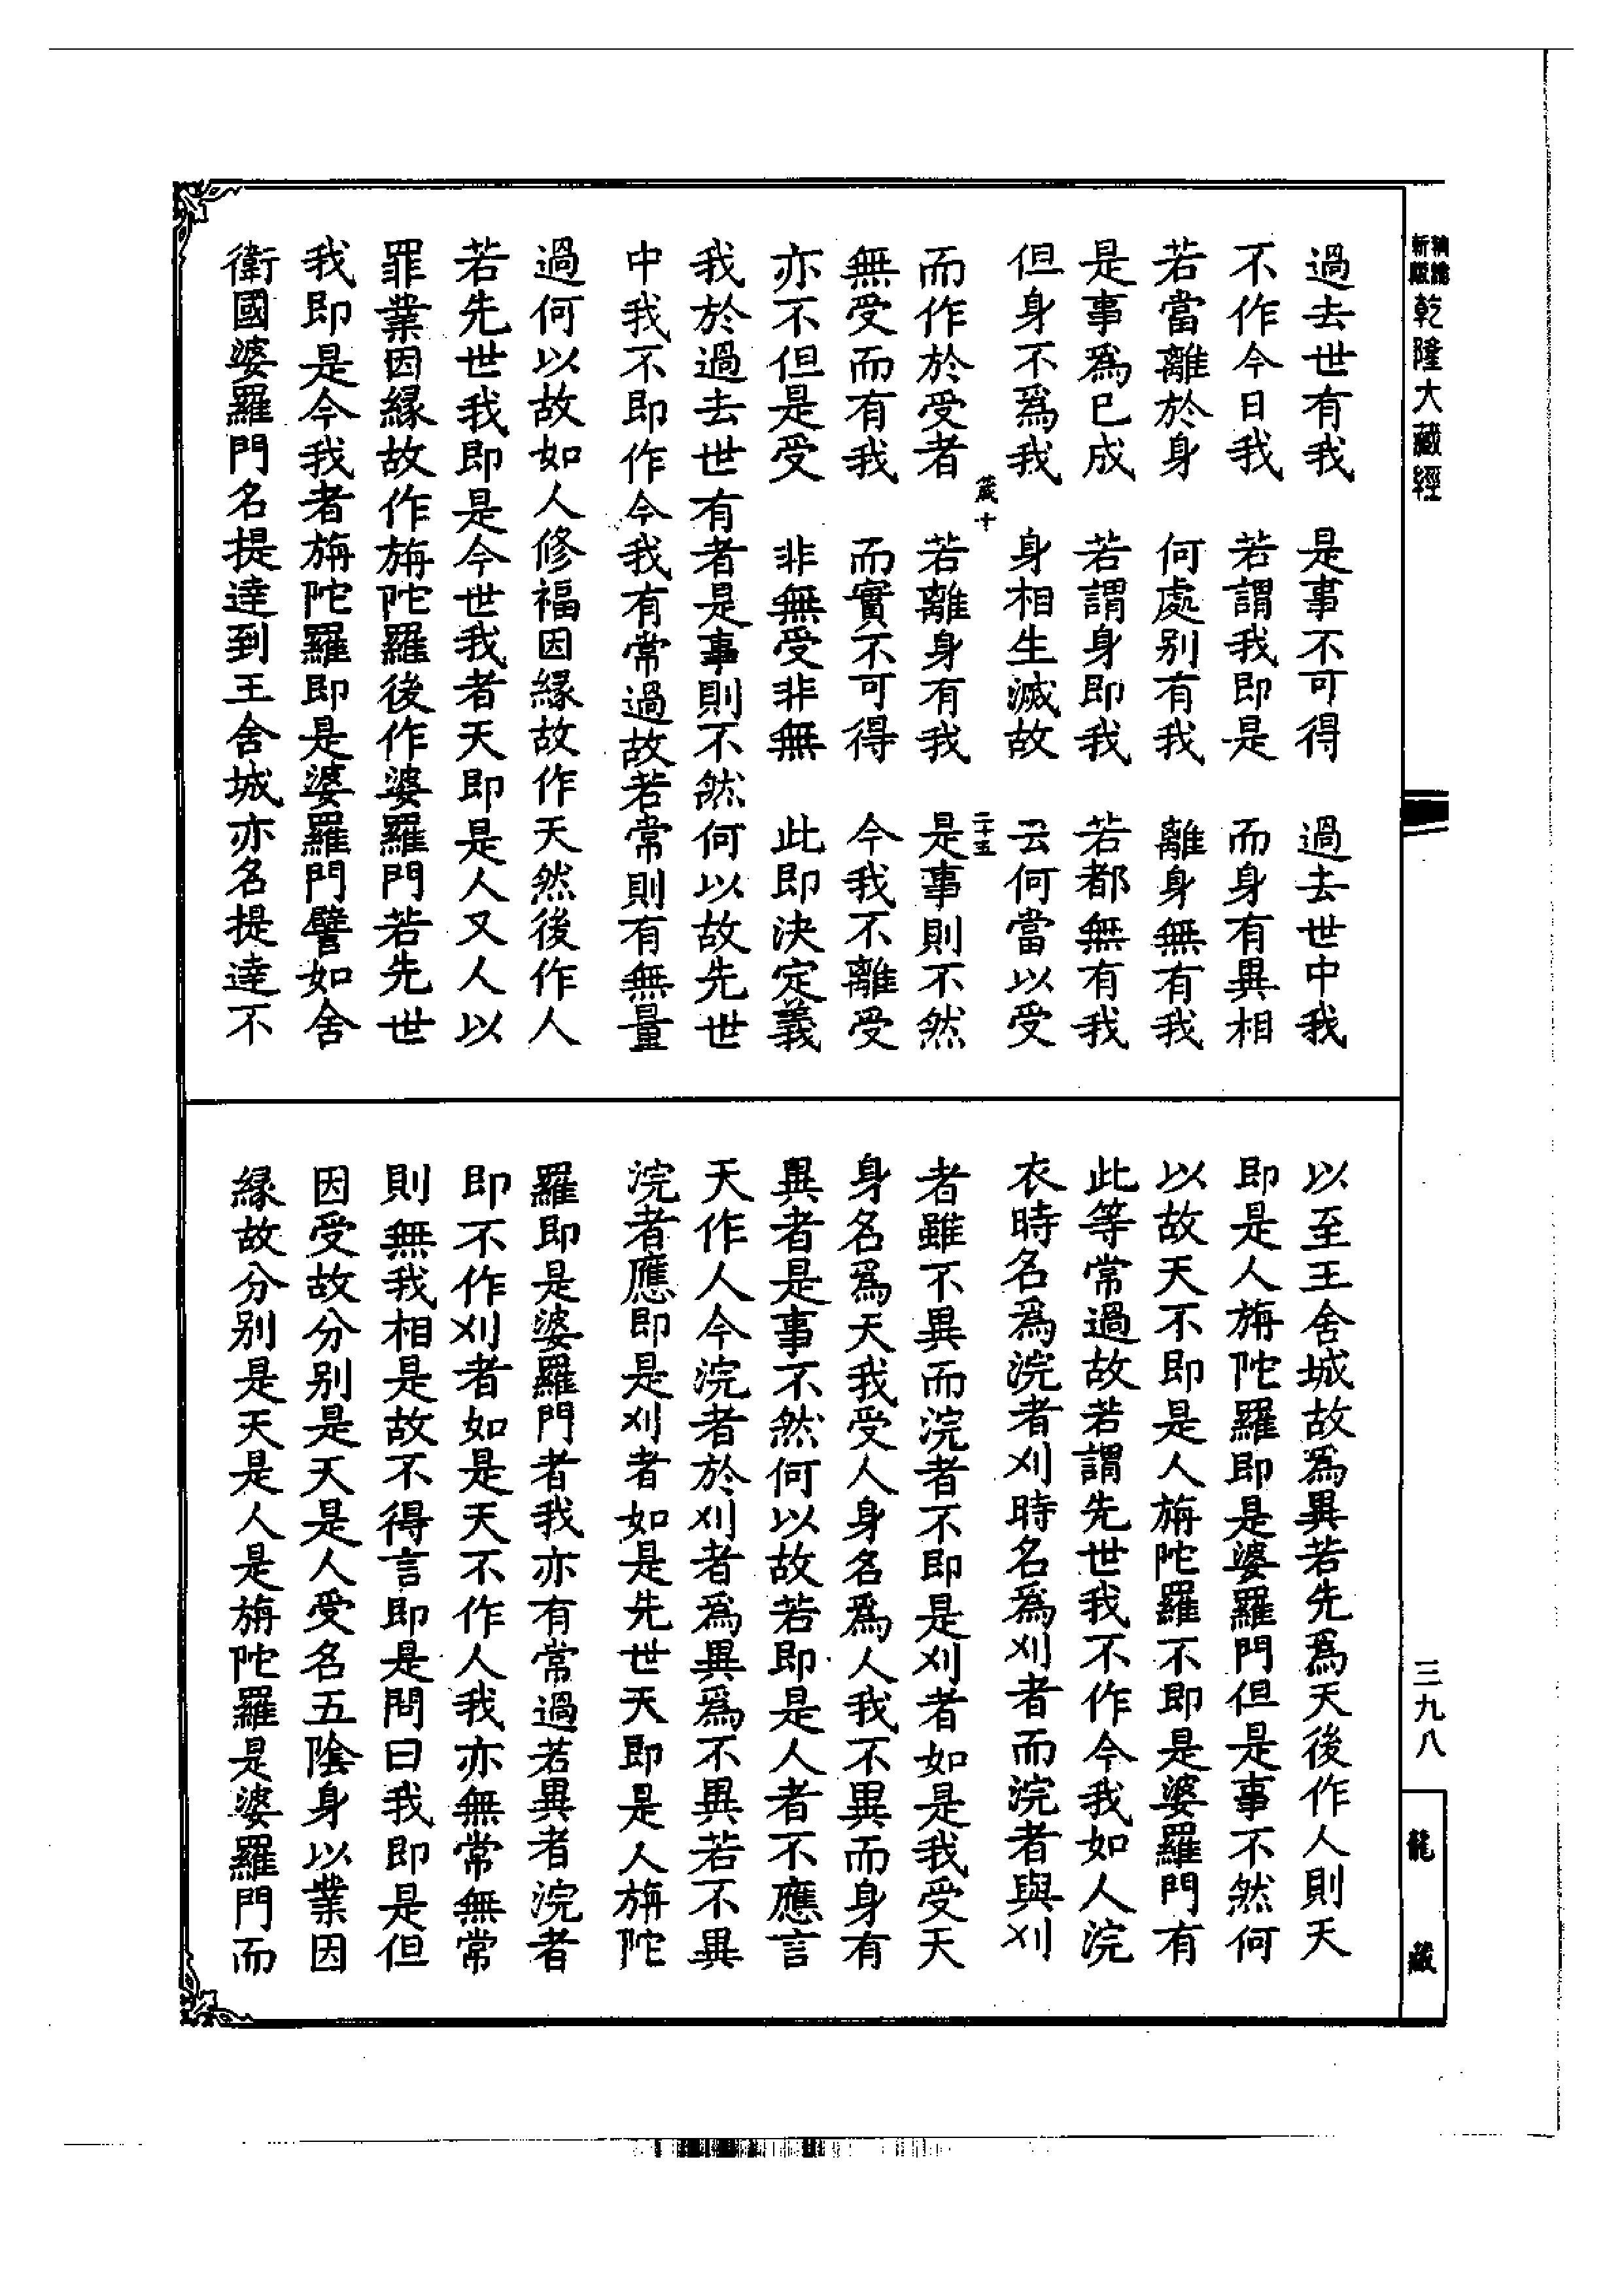 新編縮版乾隆大藏經
過去世有我　是事不可得　過去世中我
不作今日我　若謂我即是　而身有異相
若當離於身　何處別有我　離身無有我
是事爲已成　若謂身即我　若都無有我
但身不爲我　身相生滅故　云何當以受
藏十　二十五
而作於受者　若離身有我　是事則不然
無受而有我　而實不可得　今我不離受
亦不但是受　非無受非無　此即決定義
我於過去世有者是事則不然何以故先世
中我不即作今我有常過故若常則有無量
過何以故如人修福因緣故作天然後作人
若先世我即是今世我者天即是人又人以
罪業因緣故作旃陀羅後作婆羅門若先世
我即是今我者旃陀羅即是婆羅門譬如舍
衛國婆羅門名提達到王舍城亦名提達不
以至王舍城故爲異若先爲天後作人則天
即是人旃陀羅即是婆羅門但是事不然何
以故天不即是人旃陀羅不即是婆羅門有
此等常過故若謂先世我不作今我如人浣
衣時名爲浣者刈時名爲刈者而浣者與刈
者雖不異而浣者不即是刈者如是我受天
身名爲天我受人身名爲人我不異而身有
異者是事不然何以故若即是人者不應言
天作人今浣者於刈者爲異爲不異若不異
浣者應即是刈者如是先世天即是人旃陀
羅即是婆羅門者我亦有常過若異者浣者
即不作刈者如是天不作人我亦無常無常
則無我相是故不得言即是問曰我即是但
因受故分別是天是人受名五陰身以業因
緣故分別是天是人是旃陀羅是婆羅門而
三九八
龍藏